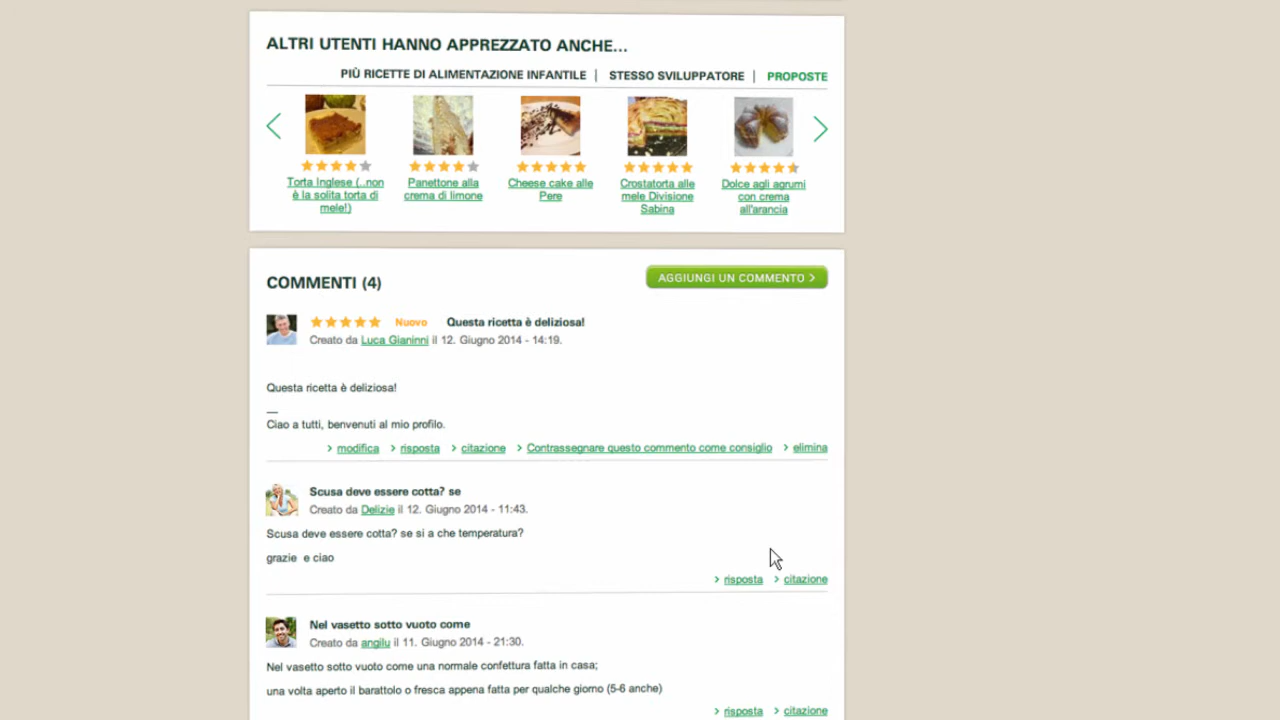 ALTRI UTENTI HANNO APPREZZATO ANCHE...
PIÙ RICETTE DI ALIMENTAZIONE INFANTILE | STESSO SVILUPPATORE | PROPOSTE
Torta Inglese (..non è la solita torta di mele!)
Panettone alla crema di limone
Cheese cake alle Pere
Crostatorta alle mele Divisione Sabina
Dolce agli agrumi con crema all'arancia
COMMENTI (4)
AGGIUNGI UN COMMENTO >
Nuovo Questa ricetta è deliziosa!
Creato da Luca Gianinni il 12. Giugno 2014 - 14:19.
Questa ricetta è deliziosa!
__
Ciao a tutti, benvenuti al mio profilo.
> modifica > risposta > citazione > Contrassegnare questo commento come consiglio > elimina
Scusa deve essere cotta? se
Creato da Delizie il 12. Giugno 2014 - 11:43.
Scusa deve essere cotta? se si a che temperatura?
grazie e ciao
> risposta > citazione
Nel vasetto sotto vuoto come
Creato da angilu il 11. Giugno 2014 - 21:30.
Nel vasetto sotto vuoto come una normale confettura fatta in casa;
una volta aperto il barattolo o fresca appena fatta per qualche giorno (5-6 anche)
> risposta > citazione